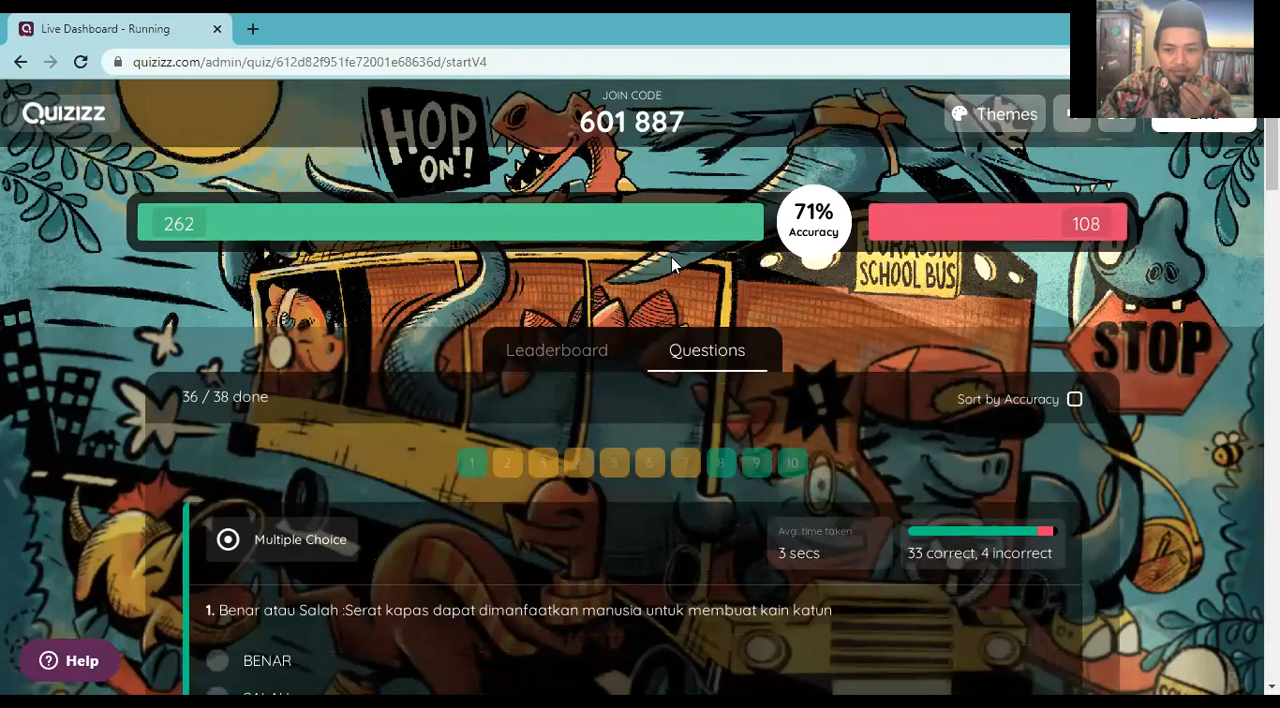 Live Dashboard - Running
quizizz.com/admin/quiz/612d82f951fe72001e68636d/startV4
QUIZIZZ
HOP ON!
JOIN CODE
601 887
Themes
262
71%
Accuracy
108
JURASSIC
SCHOOL BUS
STOP
Leaderboard
Questions
36 / 38 done
Sort by Accuracy
1 2 3 4 5 6 7 8 9 10
Multiple Choice
Avg. time taken
3 secs
33 correct, 4 incorrect
1. Benar atau Salah :Serat kapas dapat dimanfaatkan manusia untuk membuat kain katun
BENAR
Help